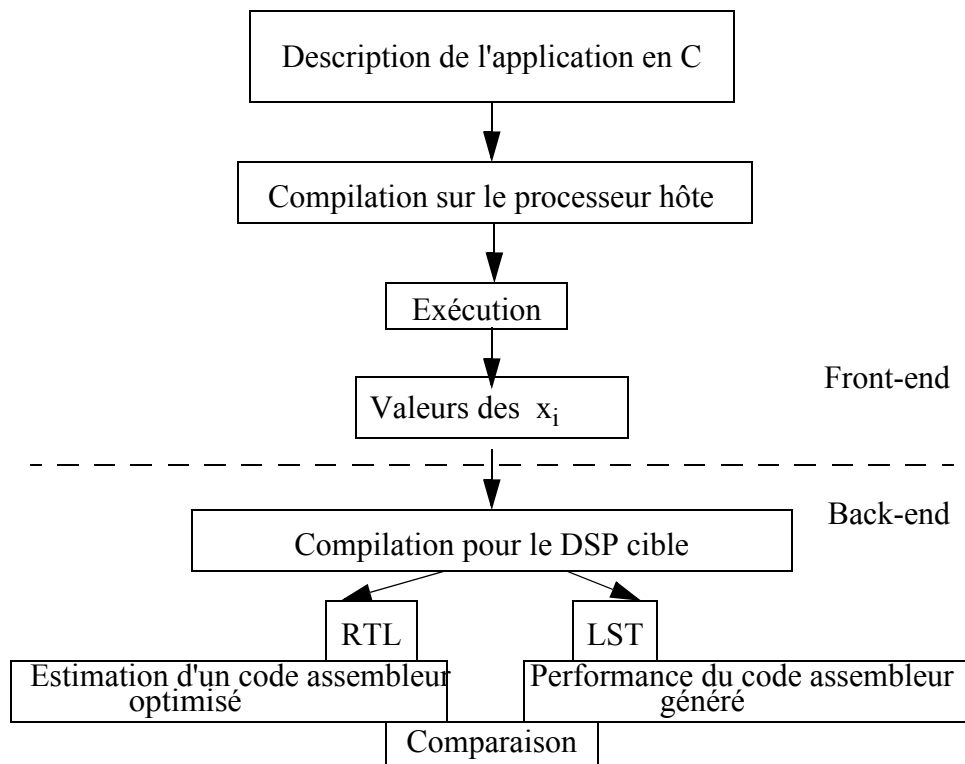 Description de l'application en C
Compilation sur le processeur hôte
Exécution
Valeurs des xi
Front-end
Back-end
Compilation pour le DSP cible
RTL
LST
Estimation d'un code assembleur
optimisé
Performance du code assembleur
généré
Comparaison